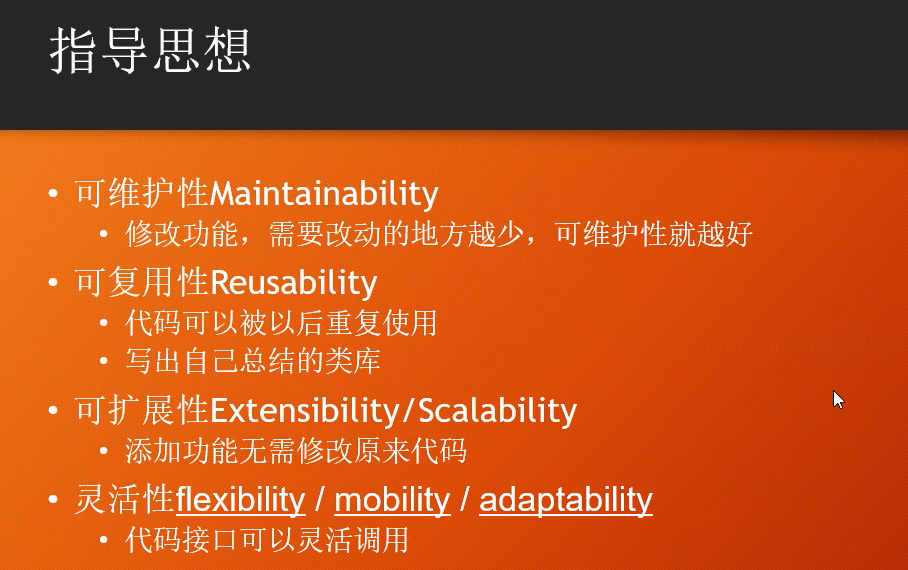 指导思想
• 可维护性Maintainability
• 修改功能，需要改动的地方越少，可维护性就越好
• 可复用性Reusability
• 代码可以被以后重复使用
• 写出自己总结的类库
• 可扩展性Extensibility/Scalability
• 添加功能无需修改原来代码
• 灵活性flexibility / mobility / adaptability
• 代码接口可以灵活调用